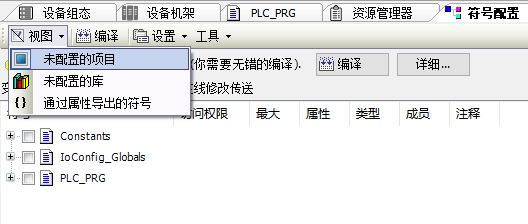 设备组态 设备机架 PLC_PRG 资源管理器 符号配置
视图 编译 设置 工具
未配置的项目 (你需要无错的编译). 编译 详细...
未配置的库
通过属性导出的符号 在线修改传送
访问权限 最大 属性 类型 成员 注释
Constants
IoConfig_Globals
PLC_PRG